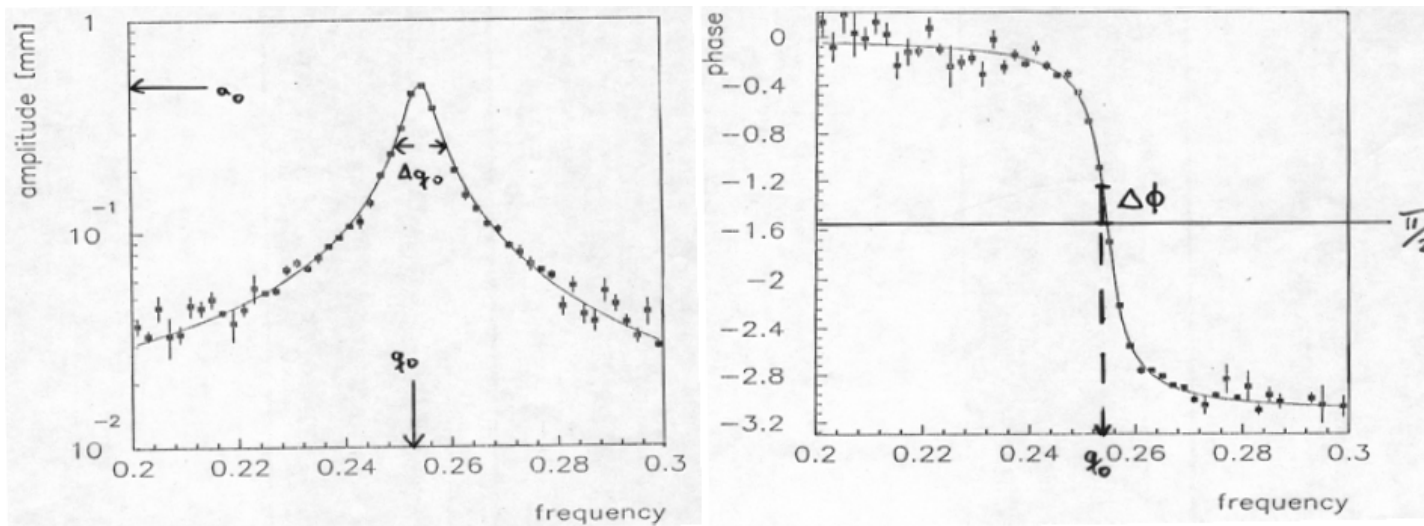 amplitude [mm]
1
10⁻¹
10⁻²
a₀
Δq₀
q₀
0.2
0.22
0.24
0.26
0.28
0.3
frequency
phase
0
−0.4
−0.8
−1.2
−1.6
−2
−2.4
−2.8
−3.2
Δϕ
π/2
0.2
0.22
q₀
0.26
0.28
0.3
frequency